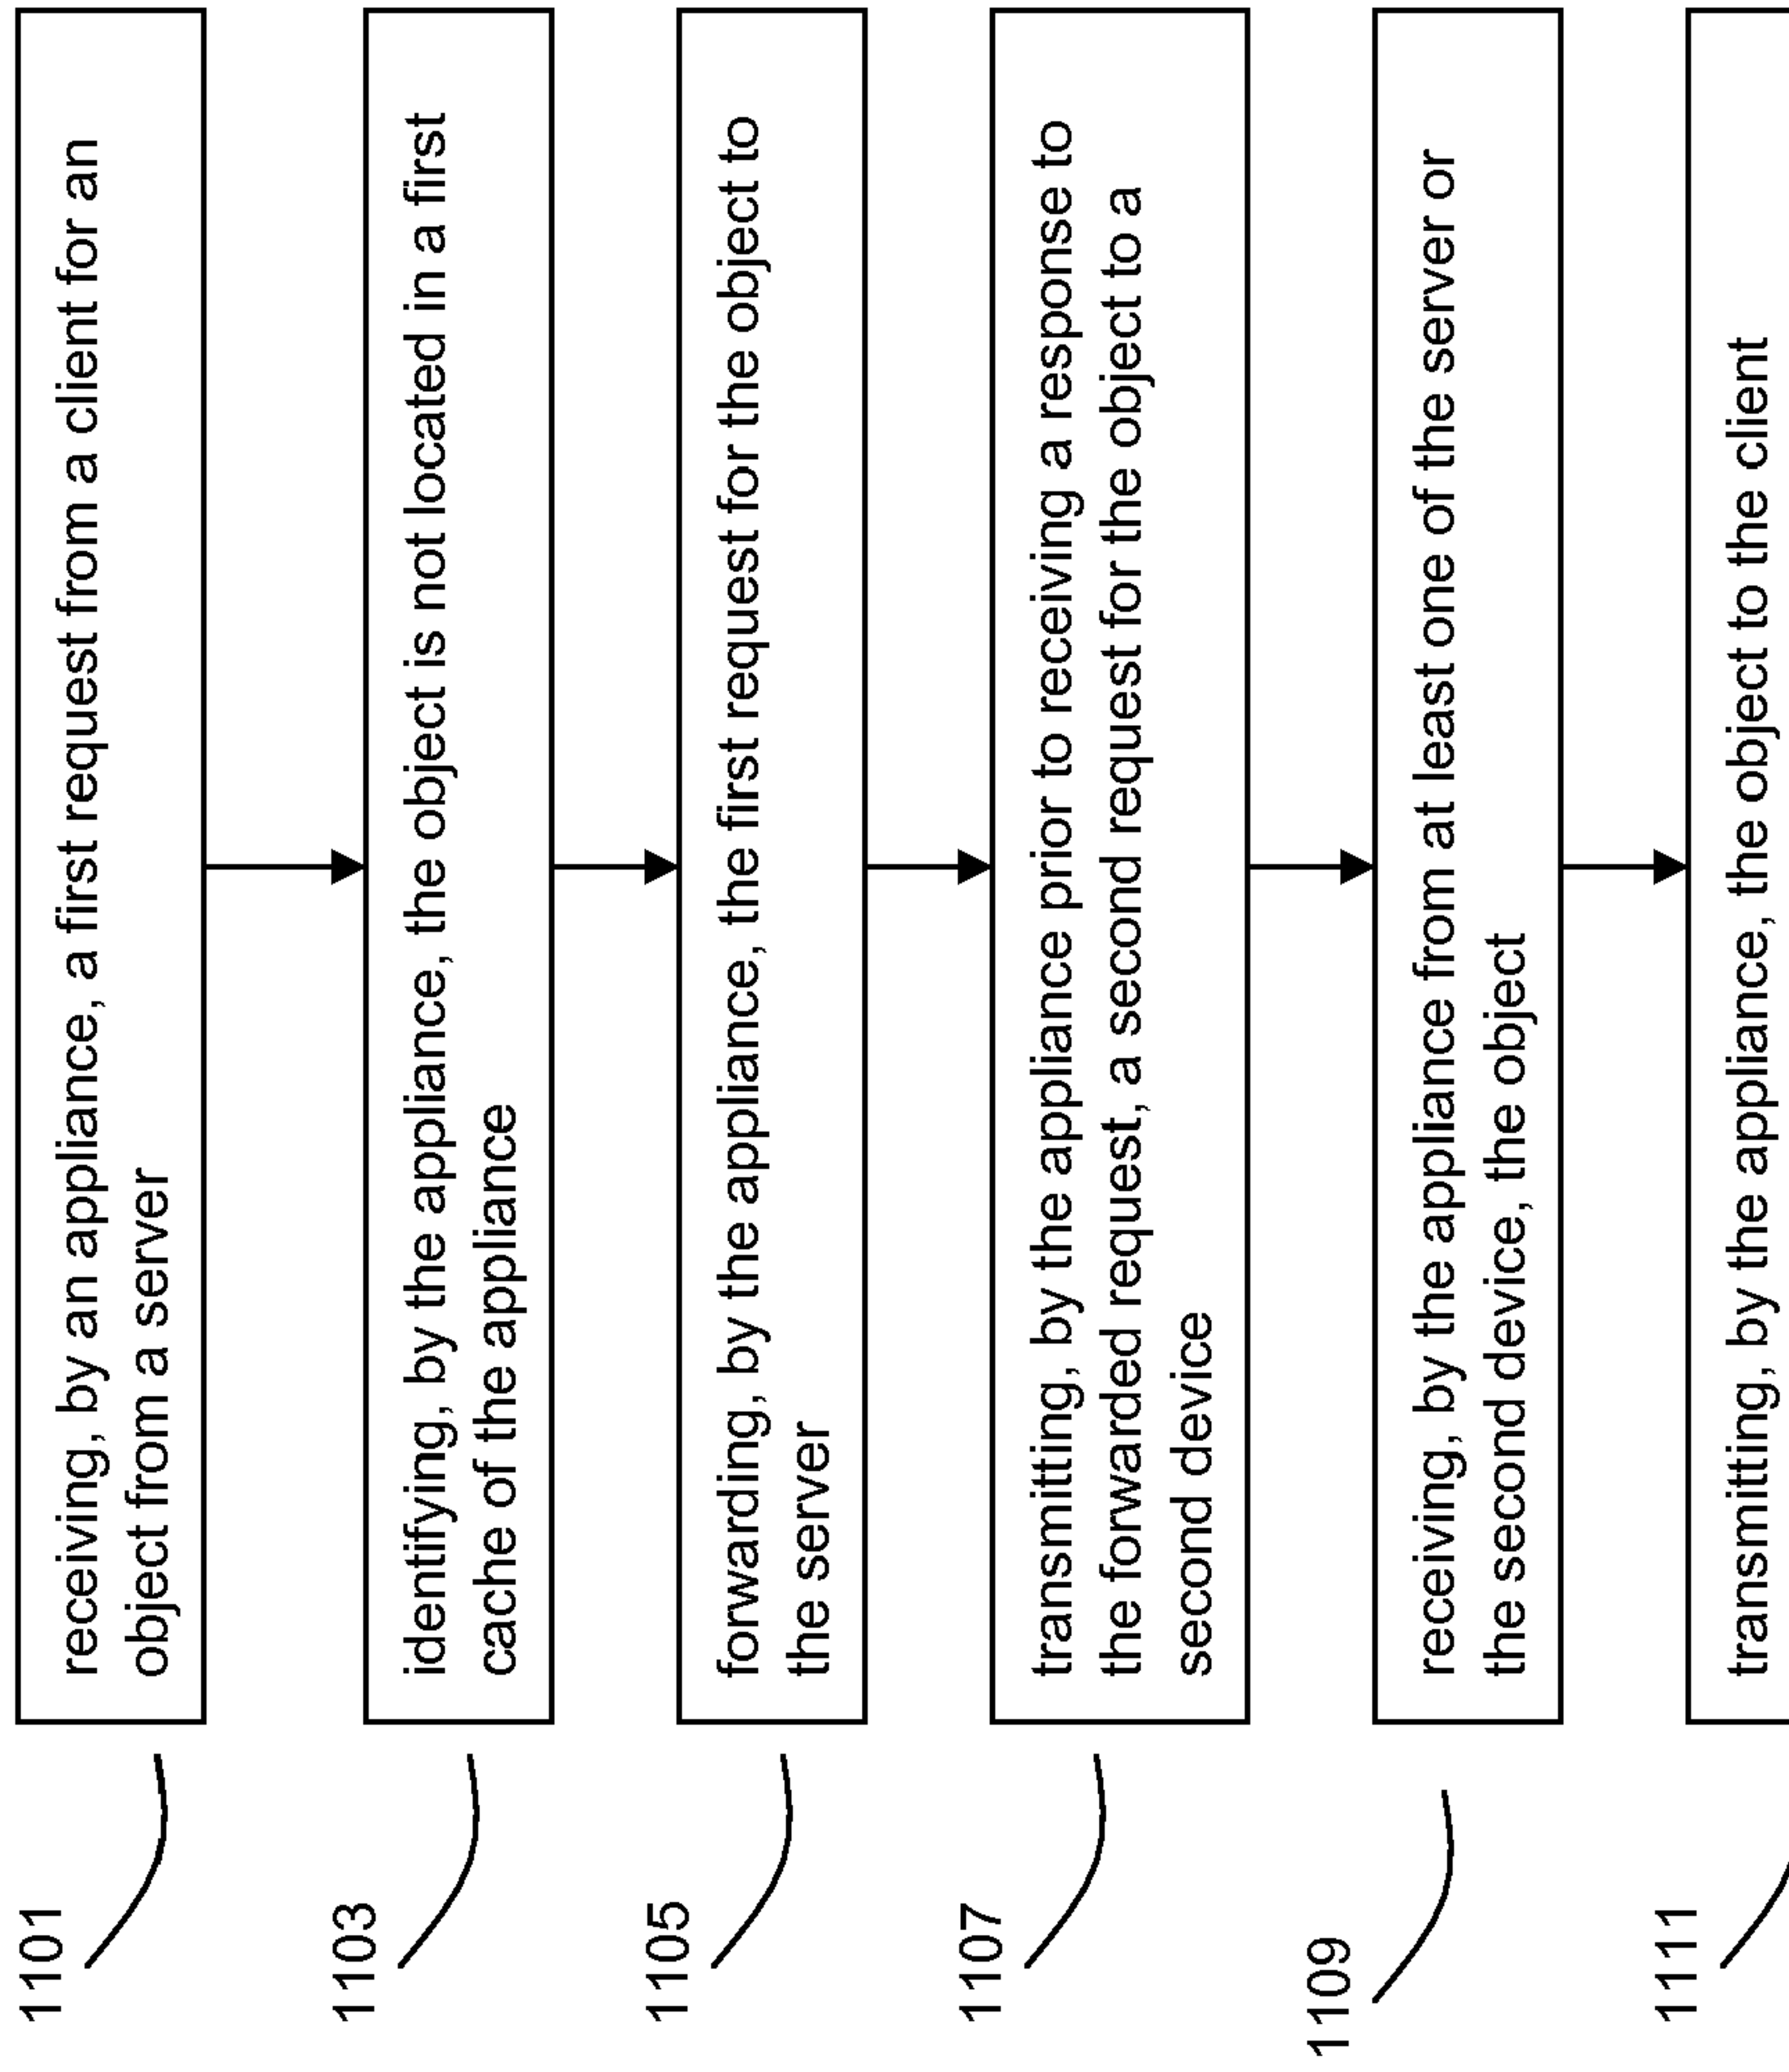 1101
receiving, by an appliance, a first request from a client for an
object from a server
1103
identifying, by the appliance, the object is not located in a first
cache of the appliance
1105
forwarding, by the appliance, the first request for the object to
the server
1107
transmitting, by the appliance prior to receiving a response to
the forwarded request, a second request for the object to a
second device
1109
receiving, by the appliance from at least one of the server or
the second device, the object
1111
transmitting, by the appliance, the object to the client